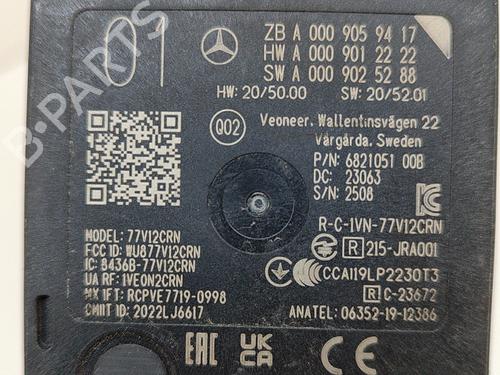 01
ZB A 000 905 94 17
HW A 000 901 22 22
SW A 000 902 52 88
HW: 20/50.00 SW: 20/52.01
Q02
Veoneer. Wallentinsvägen 22
Vårgårda. Sweden
P/N: 6821051 00B
DC: 23063
S/N: 2508
R-C-1VN-77V12CRN
MODEL: 77V12CRN
FCC ID: WU877V12CRN
IC: 8436B-77V12CRN
UA RF: 1VEON2CRN
MX IFT: RCPVE7719-0998
CMIIT ID: 2022LJ6617
R 215-JRA001
CCAI19LP2230T3
R C-23672
ANATEL: 06352-19-12386
EAC UK CA CE
B-PARTS